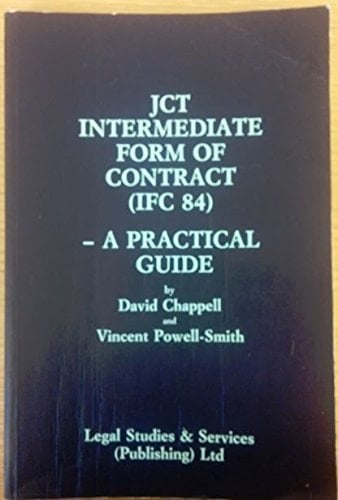 JCT
INTERMEDIATE
FORM OF
CONTRACT
(IFC 84)
– A PRACTICAL
GUIDE
by
David Chappell
and
Vincent Powell-Smith
Legal Studies & Services
(Publishing) Ltd